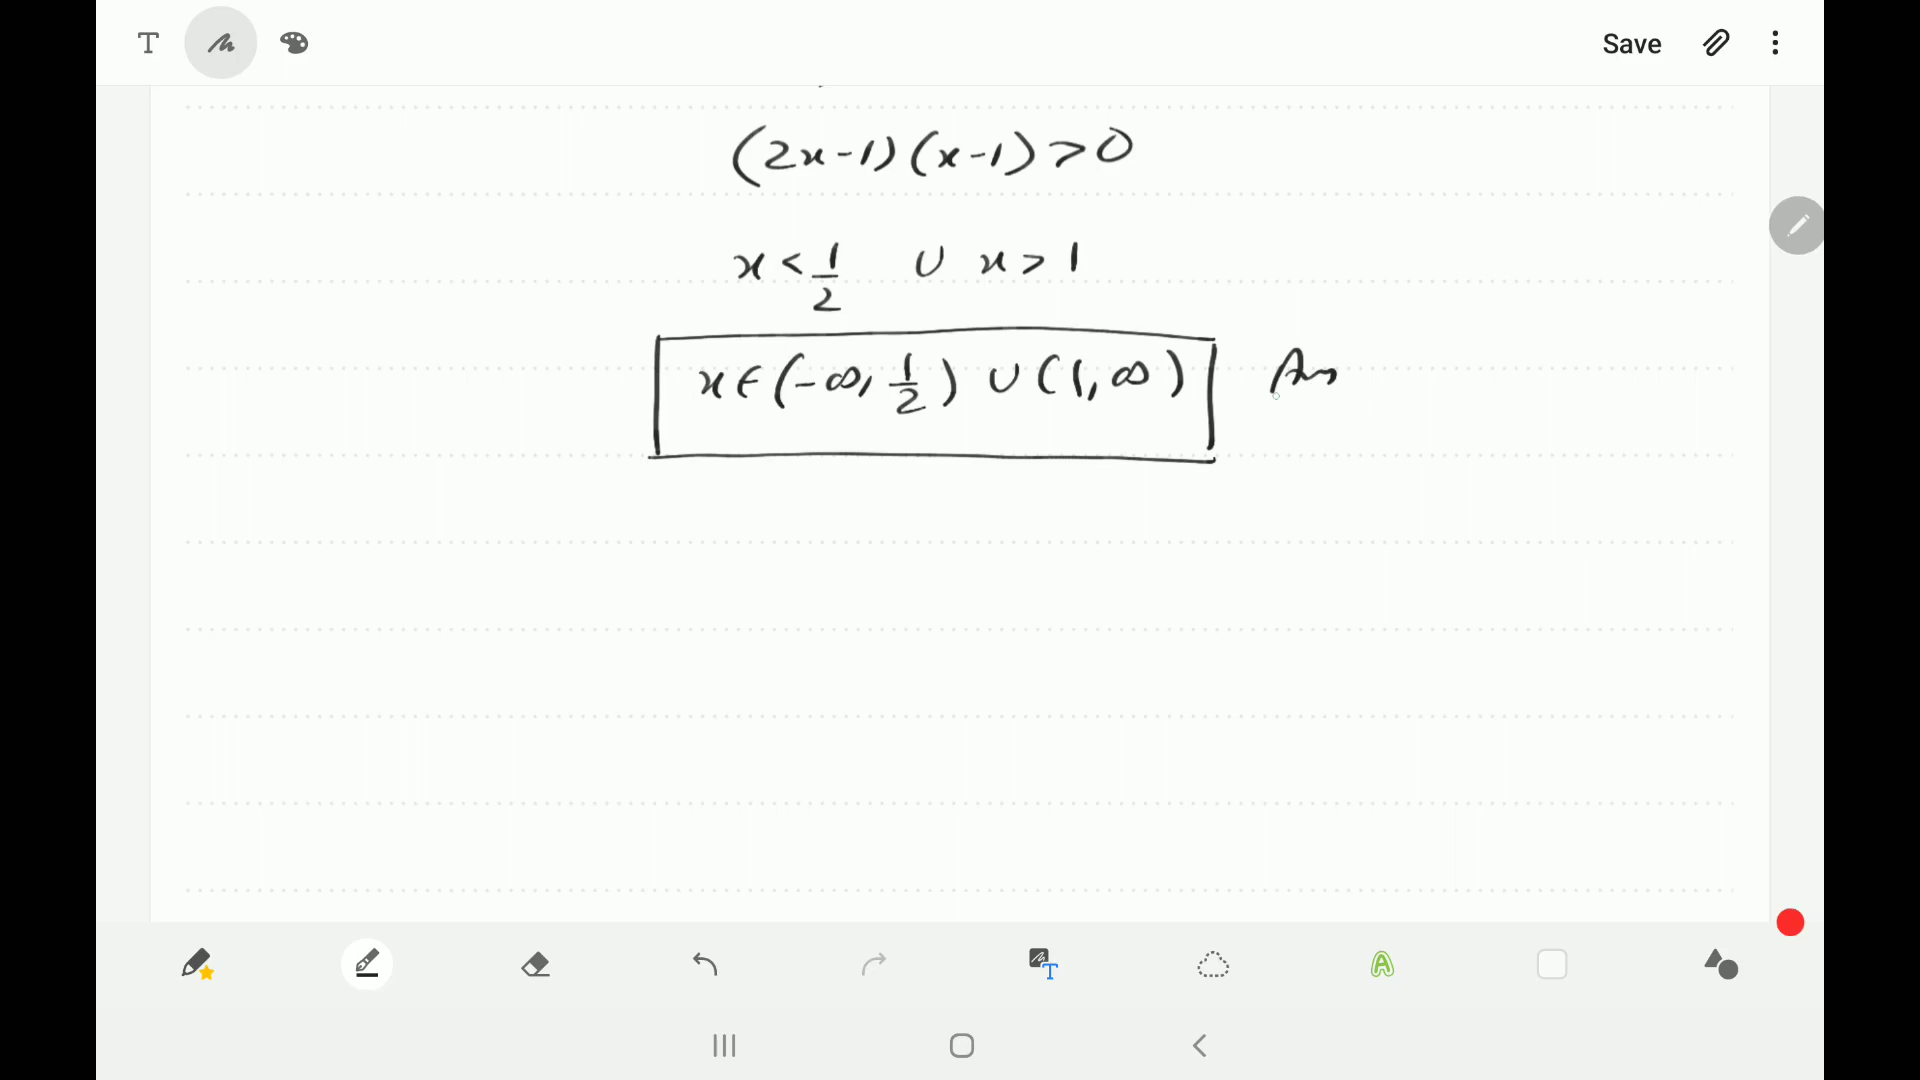 Save
(2x-1)(x-1)>0
x < 1/2 ∪ x > 1
x ∈ (-∞, 1/2) ∪ (1, ∞) Ans